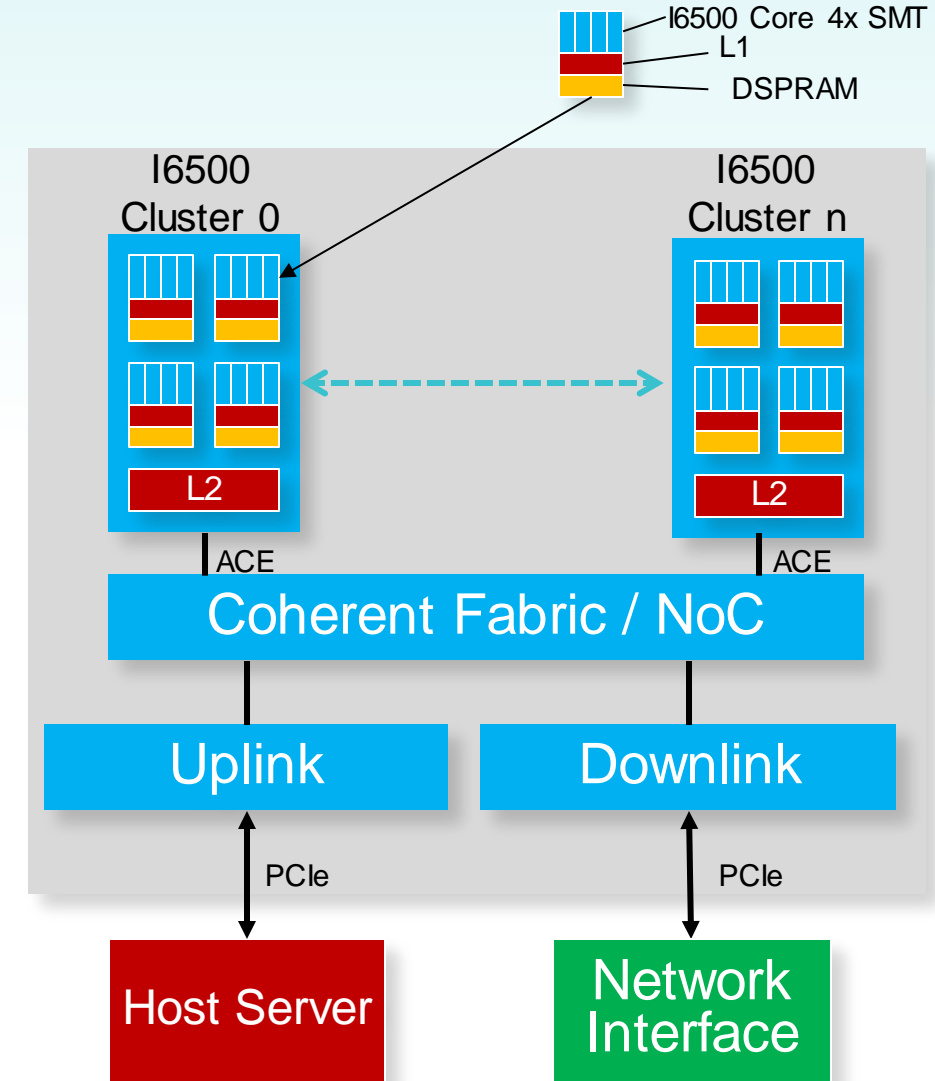 I6500 Core 4x SMT
L1
DSPRAM
I6500
Cluster 0
I6500
Cluster n
L2
L2
ACE
ACE
Coherent Fabric / NoC
Uplink
Downlink
PCIe
PCIe
Host Server
Network
Interface